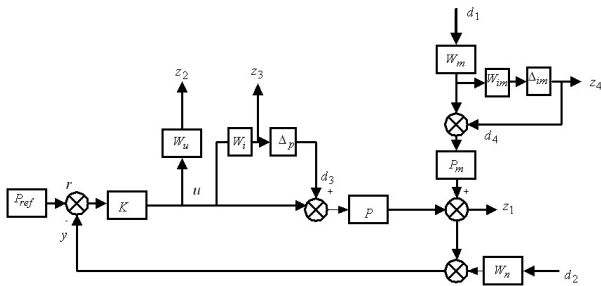 d1
Wm
Wim
Δim
z4
z2
z3
d4
Wu
Wi
Δp
Pm
d3
+
+
Pref
r
K
u
P
z1
-
y
Wn
d2